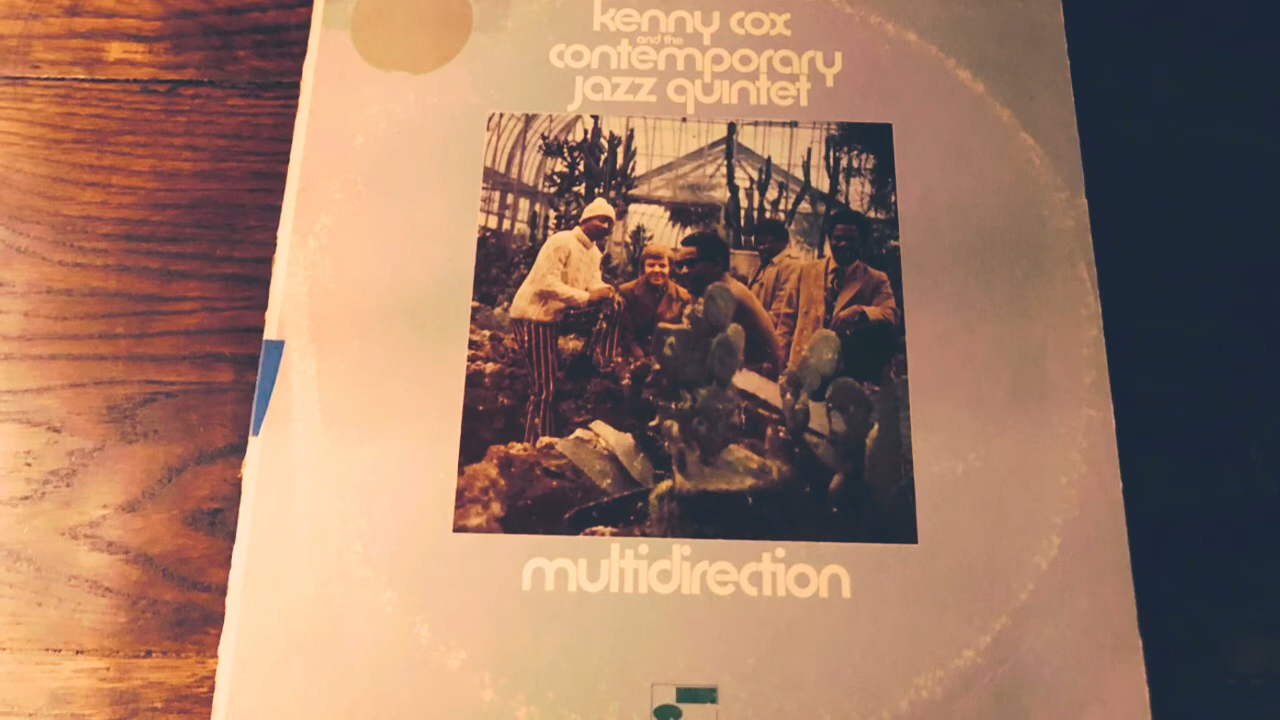 kenny cox
and the
contemporary
jazz quintet
multidirection